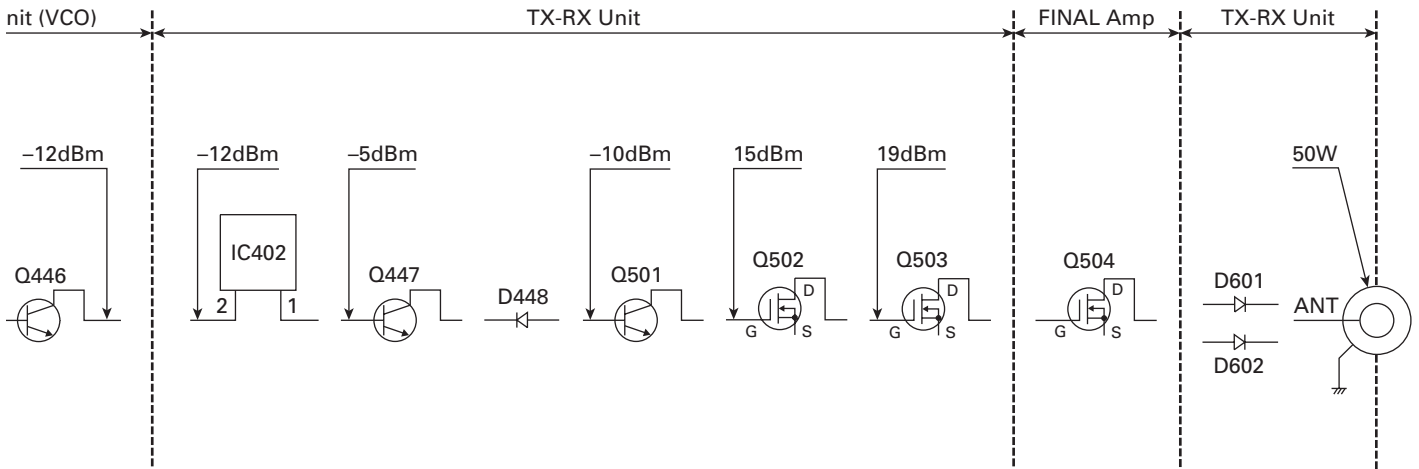 nit (VCO) TX-RX Unit FINAL Amp TX-RX Unit
–12dBm –12dBm –5dBm –10dBm 15dBm 19dBm 50W
IC402
Q446 Q447 D448 Q501 Q502 Q503 Q504 D601
D D D
2 1 ANT
G S G S G S
D602